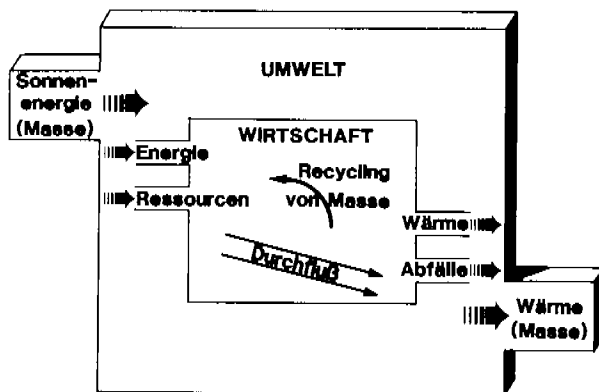 UMWELT
Sonnen-
energie
(Masse)
WIRTSCHAFT
Energie
Recycling
von Masse
Ressourcen
Wärme
Durchfluß
Abfälle
Wärme
(Masse)